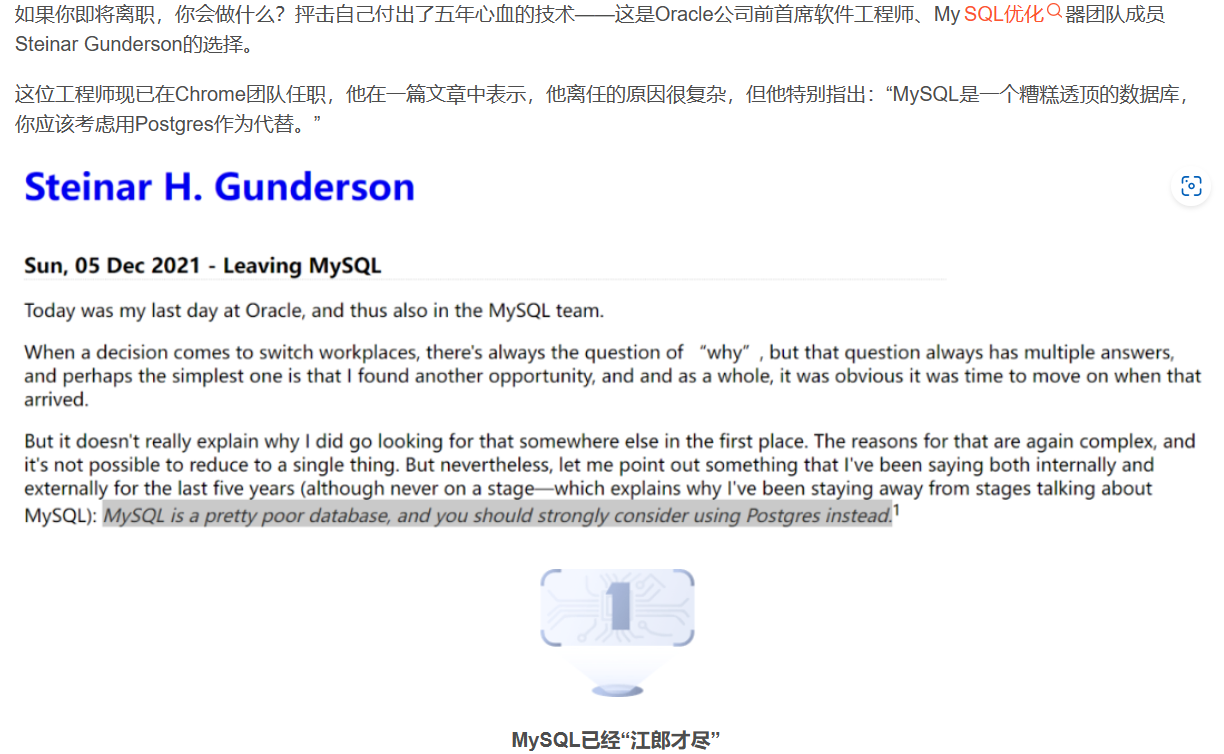 如果你即将离职，你会做什么？抨击自己付出了五年心血的技术——这是Oracle公司前首席软件工程师、My SQL优化器团队成员
Steinar Gunderson的选择。
这位工程师现已在Chrome团队任职，他在一篇文章中表示，他离任的原因很复杂，但他特别指出：“MySQL是一个糟糕透顶的数据库，
你应该考虑用Postgres作为代替。”
Steinar H. Gunderson
Sun, 05 Dec 2021 - Leaving MySQL
Today was my last day at Oracle, and thus also in the MySQL team.
When a decision comes to switch workplaces, there's always the question of “why”, but that question always has multiple answers,
and perhaps the simplest one is that I found another opportunity, and and as a whole, it was obvious it was time to move on when that
arrived.
But it doesn't really explain why I did go looking for that somewhere else in the first place. The reasons for that are again complex, and
it's not possible to reduce to a single thing. But nevertheless, let me point out something that I've been saying both internally and
externally for the last five years (although never on a stage—which explains why I've been staying away from stages talking about
MySQL): MySQL is a pretty poor database, and you should strongly consider using Postgres instead.1
1
MySQL已经“江郎才尽”